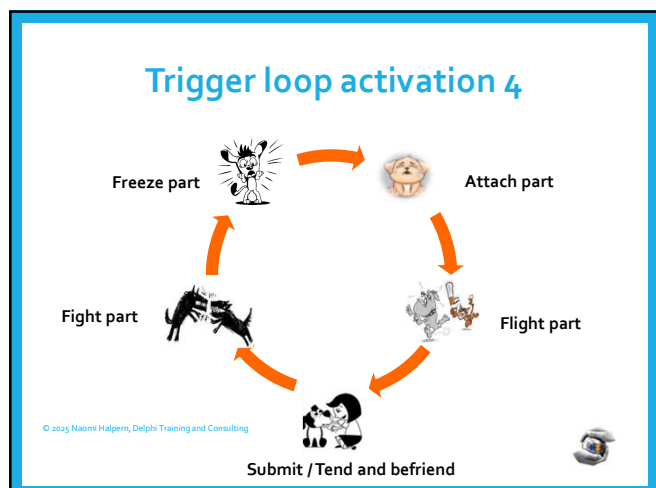 Trigger loop activation 4
Freeze part
Attach part
Fight part
Flight part
© 2025 Naomi Halpern, Delphi Training and Consulting
Submit / Tend and befriend